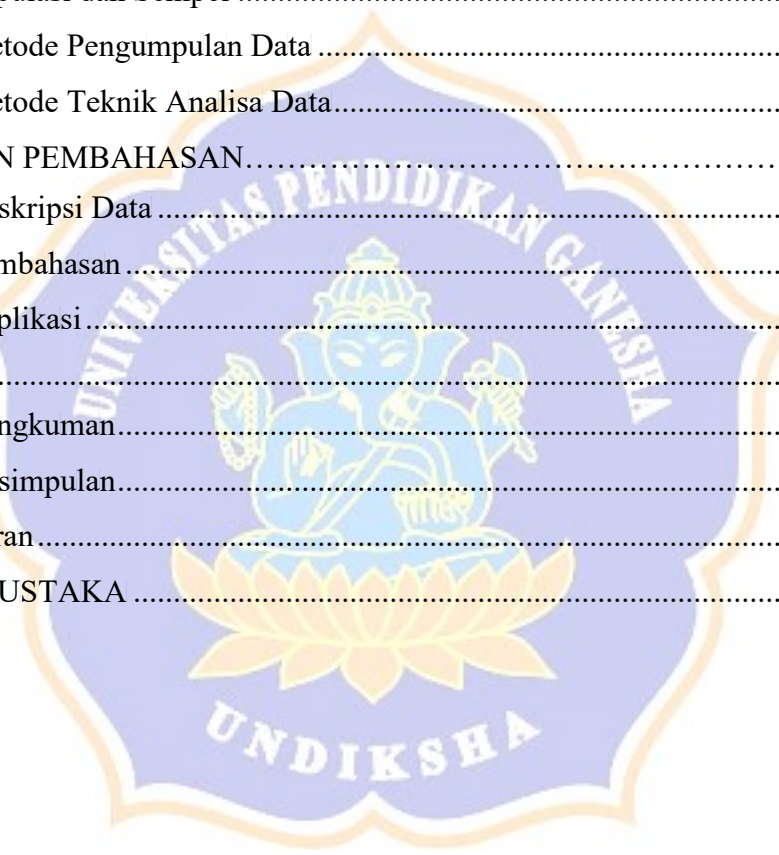 etode Pengumpulan Data ..........................................................
etode Teknik Analisa Data........................................................
N PEMBAHASAN……………………………………………
skripsi Data ..............................................................................
mbahasan ..................................................................................
plikasi.......................................................................................
.................................................................................................
ngkuman...................................................................................
simpulan...................................................................................
ran.............................................................................................
USTAKA .................................................................................
UNIVERSITAS PENDIDIKAN GANESHA
UNDIKSHA